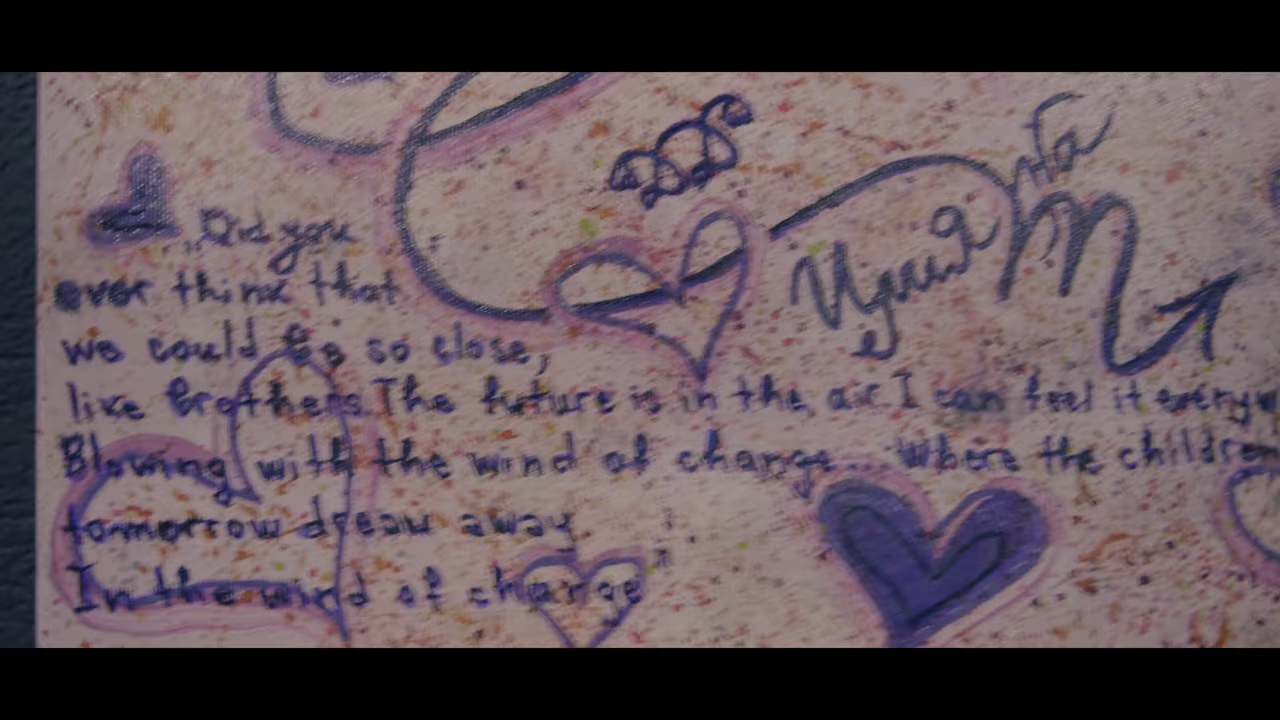 ...Did you
ever think that
we could be so close,
like Brothers The future is in the air I can feel it everyw
Blowing with the wind of change... Where the children
tomorrow dream away
In the wind of change